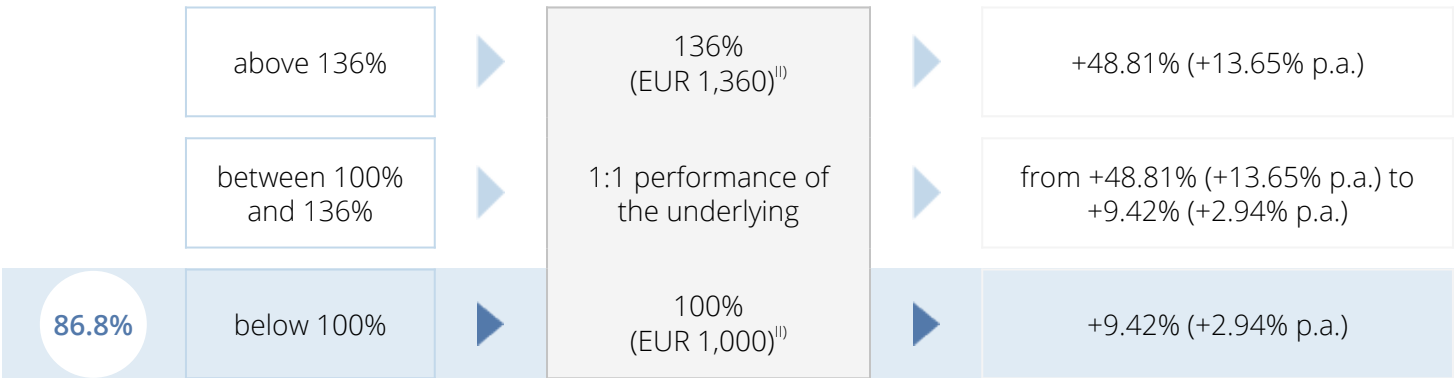 above 136%
136%
(EUR 1,360)II)
+48.81% (+13.65% p.a.)
between 100%
and 136%
1:1 performance of
the underlying
from +48.81% (+13.65% p.a.) to
+9.42% (+2.94% p.a.)
86.8%
below 100%
100%
(EUR 1,000)II)
+9.42% (+2.94% p.a.)